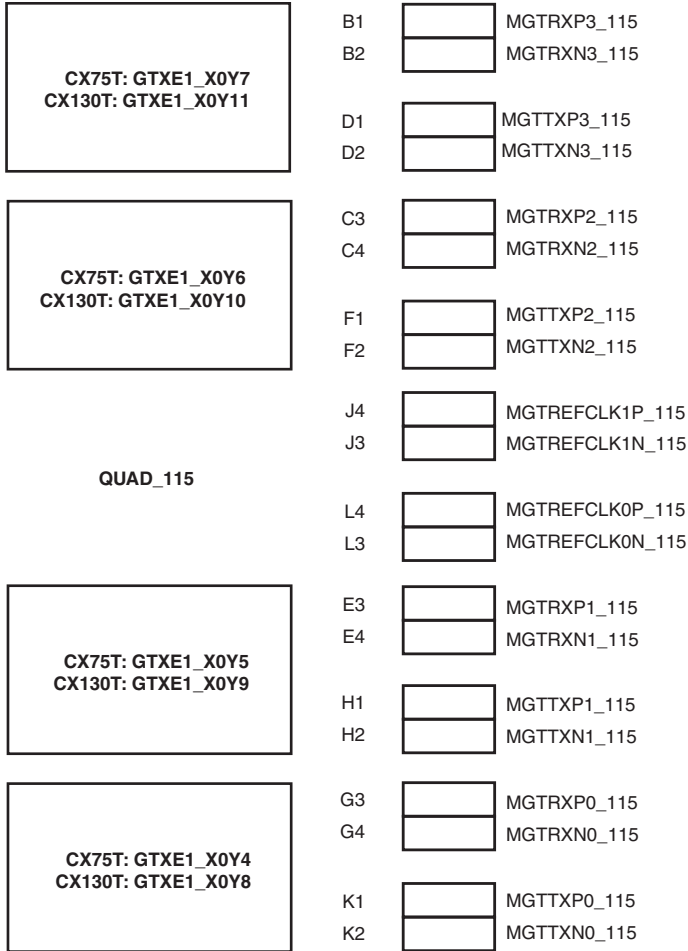 B1 MGTRXP3_115
B2 MGTRXN3_115
CX75T: GTXE1_X0Y7
CX130T: GTXE1_X0Y11
D1 MGTTXP3_115
D2 MGTTXN3_115
C3 MGTRXP2_115
C4 MGTRXN2_115
CX75T: GTXE1_X0Y6
CX130T: GTXE1_X0Y10
F1 MGTTXP2_115
F2 MGTTXN2_115
J4 MGTREFCLK1P_115
J3 MGTREFCLK1N_115
QUAD_115
L4 MGTREFCLK0P_115
L3 MGTREFCLK0N_115
E3 MGTRXP1_115
E4 MGTRXN1_115
CX75T: GTXE1_X0Y5
CX130T: GTXE1_X0Y9
H1 MGTTXP1_115
H2 MGTTXN1_115
G3 MGTRXP0_115
G4 MGTRXN0_115
CX75T: GTXE1_X0Y4
CX130T: GTXE1_X0Y8
K1 MGTTXP0_115
K2 MGTTXN0_115